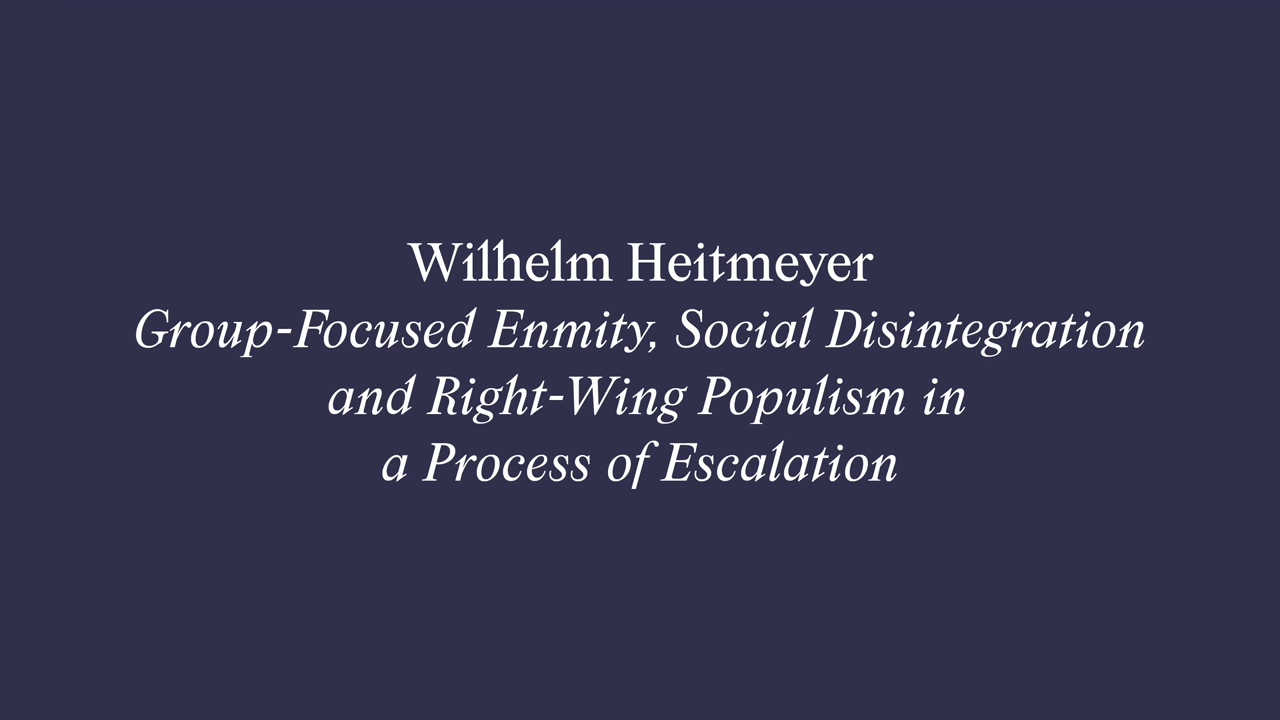 Wilhelm Heitmeyer
Group-Focused Enmity, Social Disintegration
and Right-Wing Populism in
a Process of Escalation